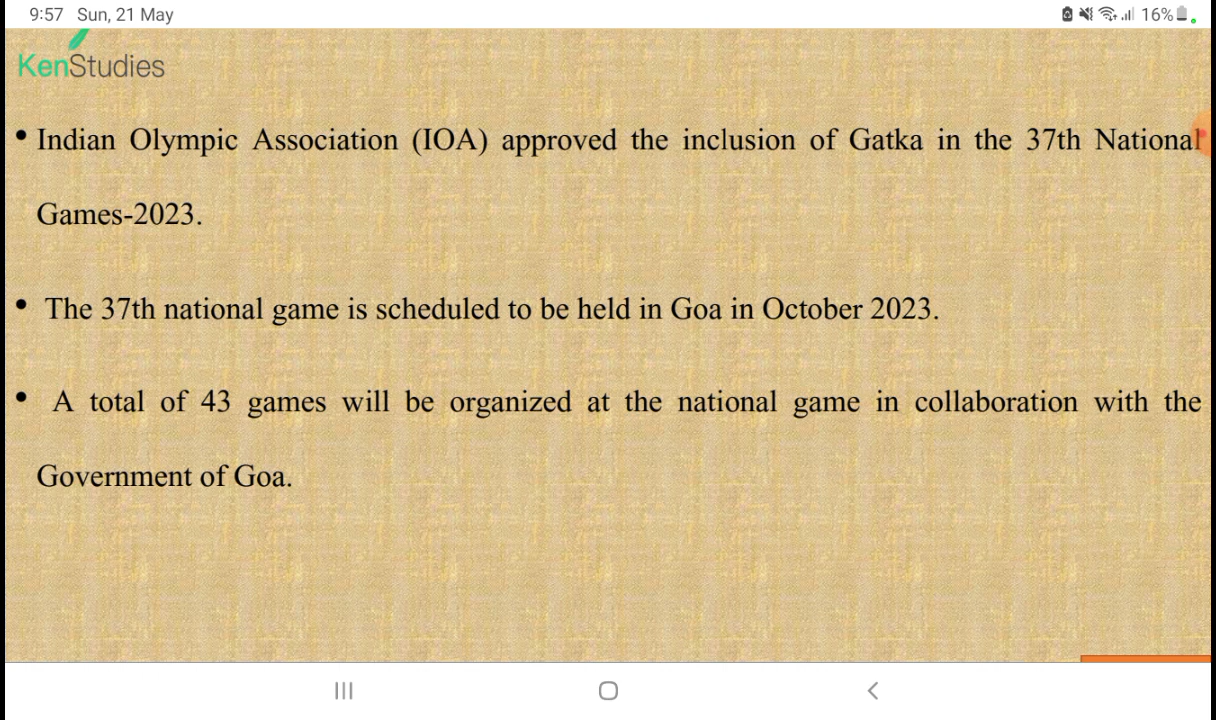 9:57 Sun, 21 May 16%
KenStudies
• Indian Olympic Association (IOA) approved the inclusion of Gatka in the 37th National
Games-2023.
• The 37th national game is scheduled to be held in Goa in October 2023.
• A total of 43 games will be organized at the national game in collaboration with the
Government of Goa.